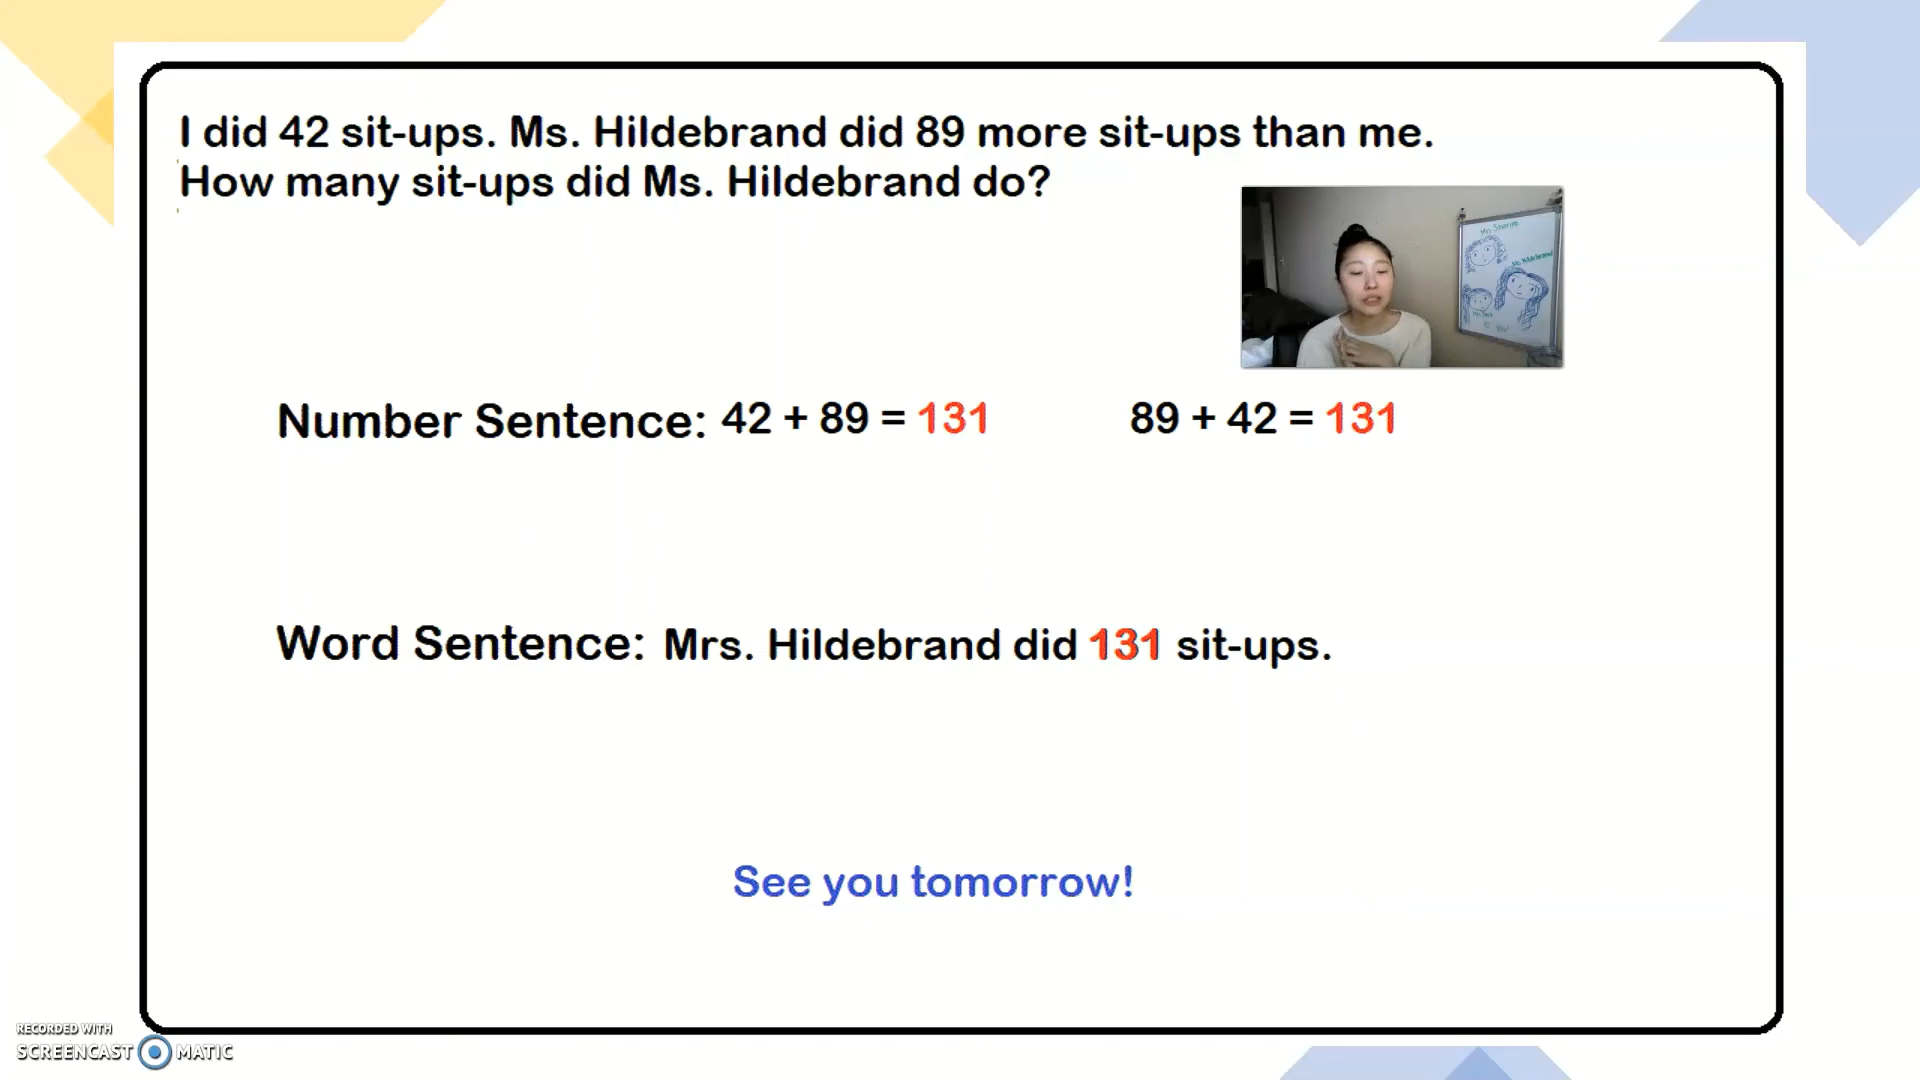 I did 42 sit-ups. Ms. Hildebrand did 89 more sit-ups than me.
How many sit-ups did Ms. Hildebrand do?
Ms. Hildebrand
Number Sentence: 42 + 89 = 131 89 + 42 = 131
Word Sentence: Mrs. Hildebrand did 131 sit-ups.
See you tomorrow!
RECORDED WITH
SCREENCAST MATIC